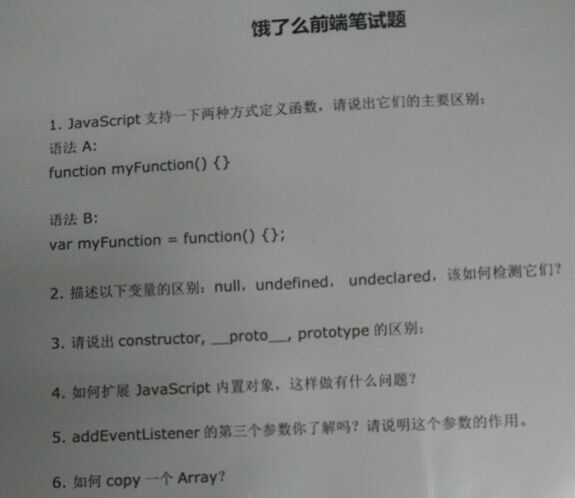 饿了么前端笔试题
1. JavaScript 支持一下两种方式定义函数，请说出它们的主要区别；
语法 A:
function myFunction() {}
语法 B:
var myFunction = function() {};
2. 描述以下变量的区别：null，undefined， undeclared，该如何检测它们？
3. 请说出 constructor, __proto__, prototype 的区别；
4. 如何扩展 JavaScript 内置对象，这样做有什么问题？
5. addEventListener 的第三个参数你了解吗？请说明这个参数的作用。
6. 如何 copy 一个 Array？